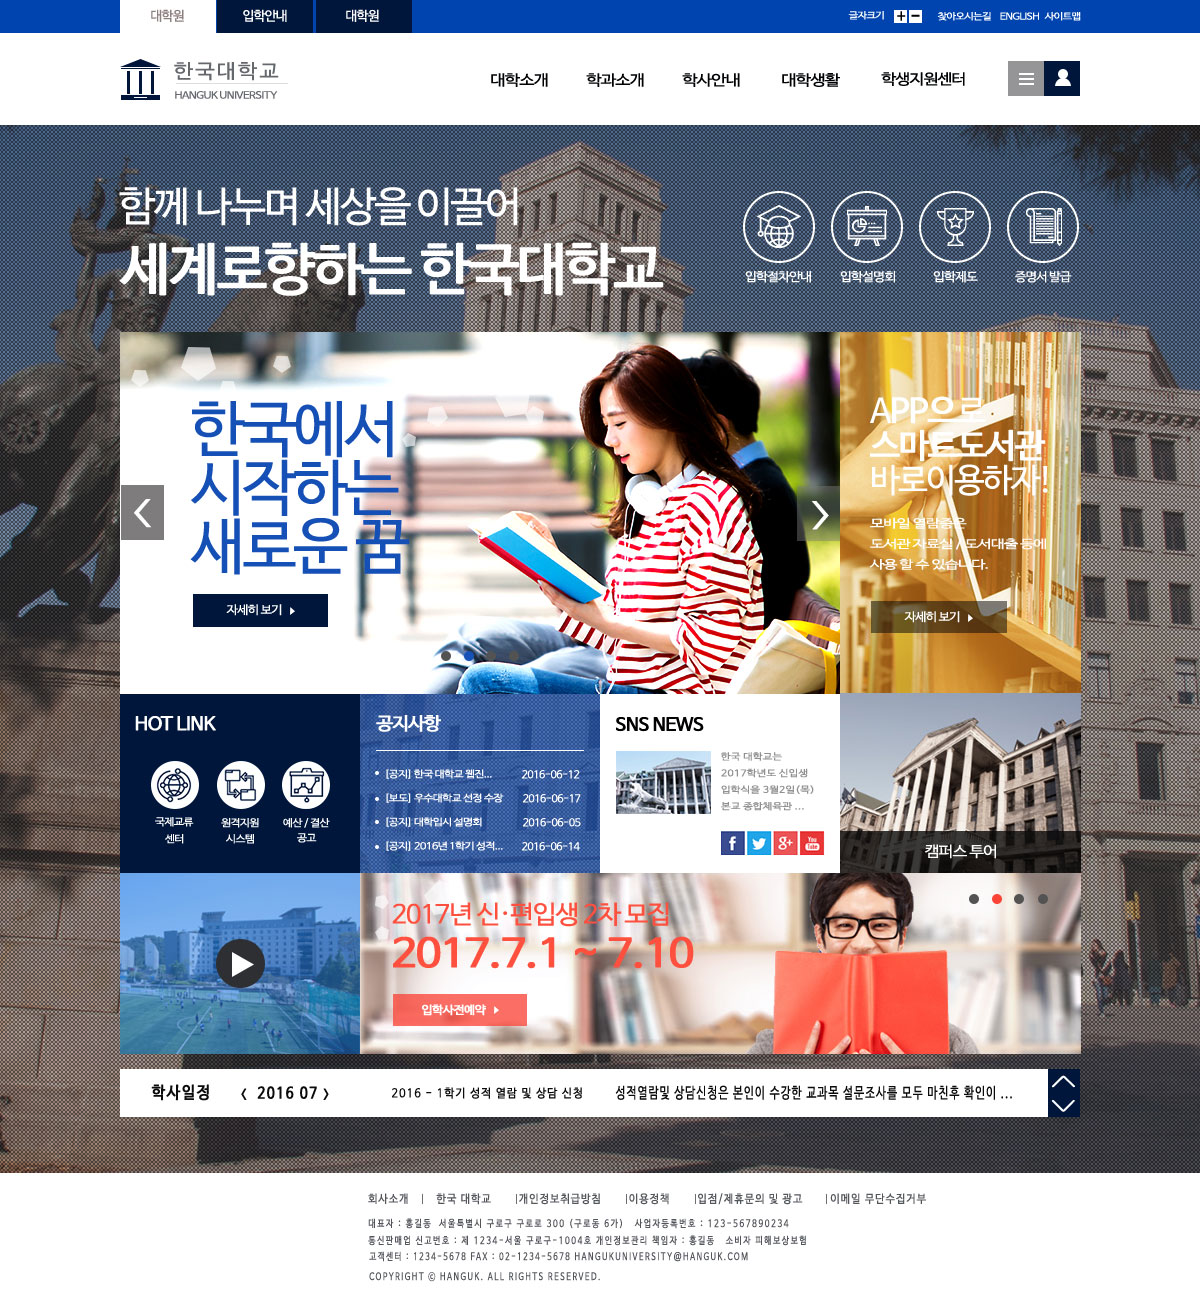 대학원
입학안내
대학원
글자크기
찾아오시는길 ENGLISH 사이트맵
한국대학교
HANGUK UNIVERSITY
대학소개
학과소개
학사안내
대학생활
학생지원센터
함께 나누며 세상을 이끌어
세계로향하는 한국대학교
입학절차안내
입학설명회
입학제도
증명서 발급
한국에서
시작하는
새로운 꿈
자세히 보기
APP으로
스마트도서관
바로이용하자!
모바일 열람증은
도서관 자료실 /도서대출 등에
사용 할 수 있습니다.
자세히 보기
HOT LINK
국제교류
센터
원격지원
시스템
예산 / 결산
공고
공지사항
[공지] 한국 대학교 웹진... 2016-06-12
[보도] 우수대학교 선정 수장 2016-06-17
[공지] 대학입시 설명회 2016-06-05
[공지] 2016년 1학기 성적... 2016-06-14
SNS NEWS
한국 대학교는
2017학년도 신입생
입학식을 3월2일(목)
본교 종합체육관 ...
f
g+
You Tube
캠퍼스 투어
2017년 신·편입생 2차 모집
2017.7.1 ~ 7.10
입학사전예약
학사일정
2016 07
2016 - 1학기 성적 열람 및 상담 신청
성적열람및 상담신청은 본인이 수강한 교과목 설문조사를 모두 마친후 확인이 ...
회사소개 | 한국 대학교 |개인정보취급방침 |이용정책 |입점/제휴문의 및 광고 |이메일 무단수집거부
대표자 : 홍길동 서울특별시 구로구 구로로 300 (구로동 6가) 사업자등록번호 : 123-567890234
통신판매업 신고번호 : 제 1234-서울 구로구-1004호 개인정보관리 책임자 : 홍길동 소비자 피해보상보험
고객센터 : 1234-5678 FAX : 02-1234-5678 HANGUKUNIVERSITY@HANGUK.COM
COPYRIGHT © HANGUK. ALL RIGHTS RESERVED.